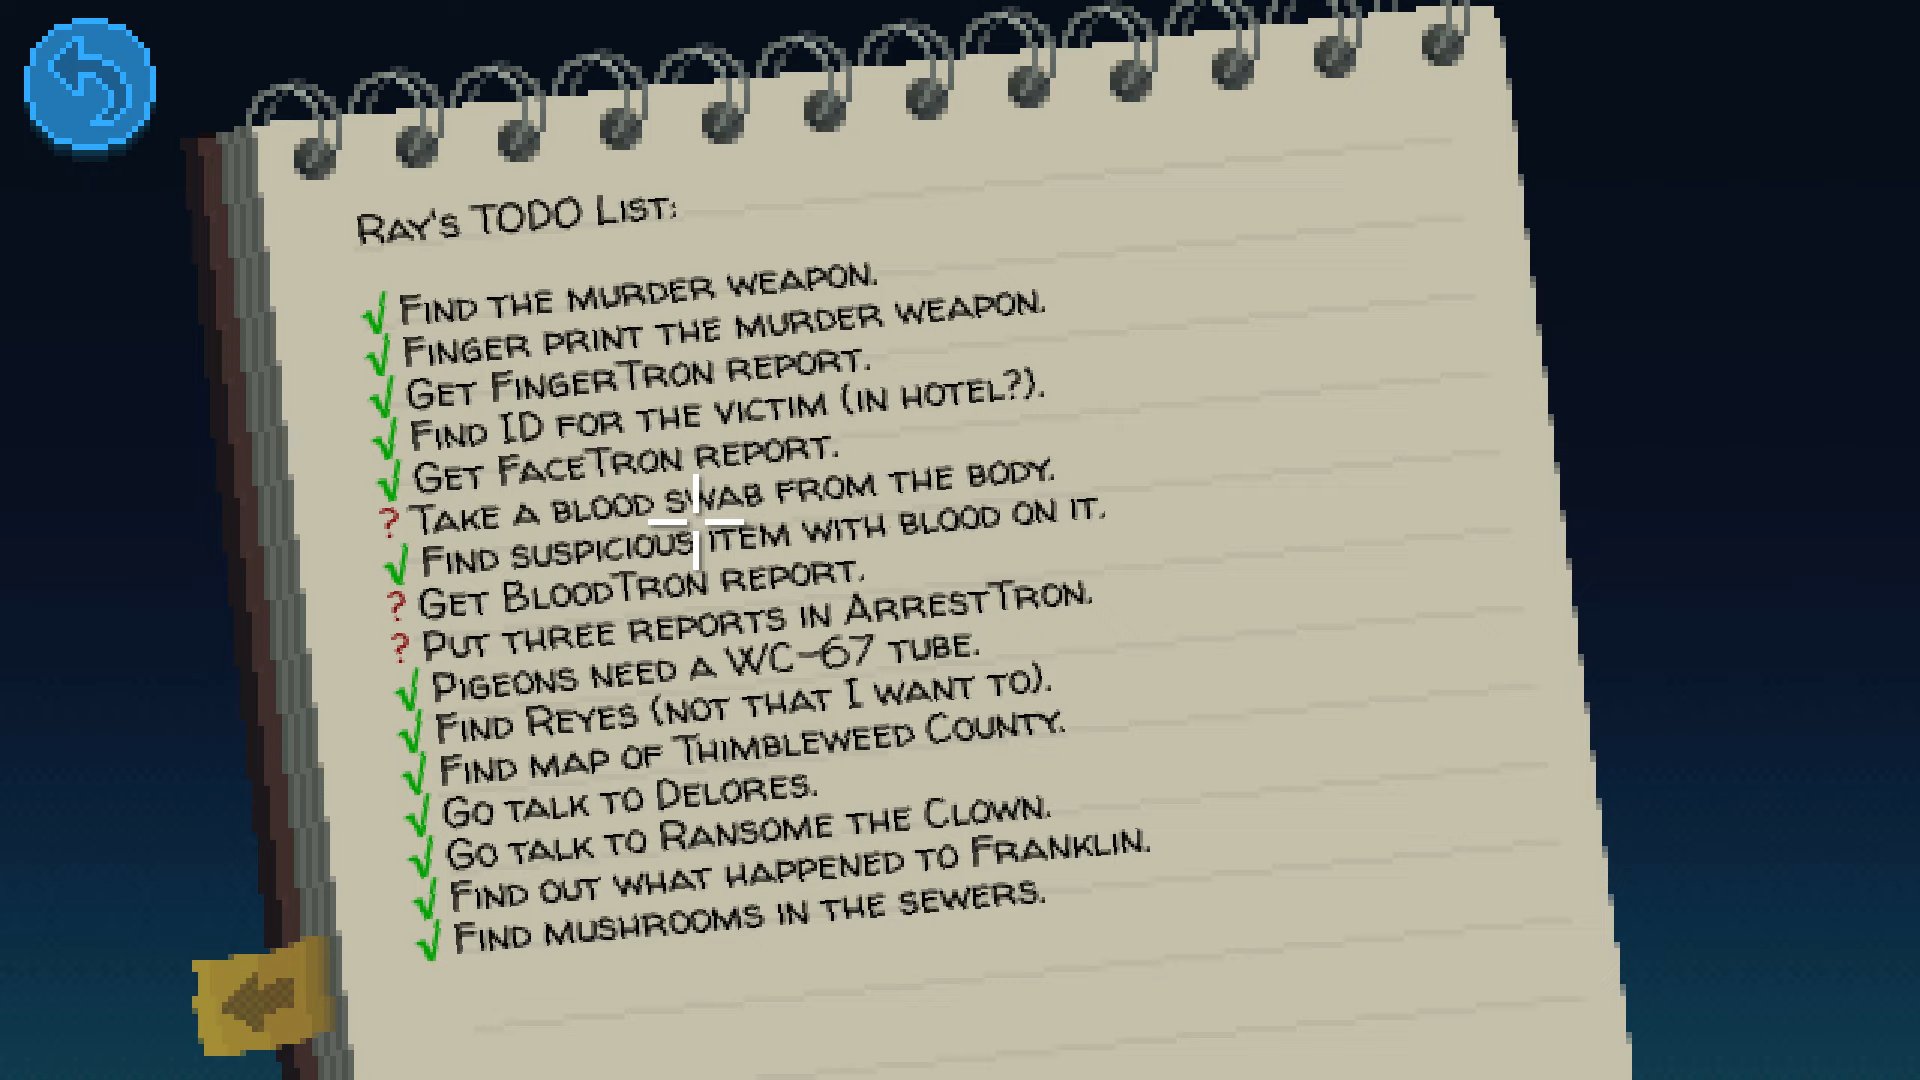 Ray's TODO List:
√ Find the murder weapon.
√ Finger print the murder weapon.
√ Get FingerTron report.
√ Find ID for the victim (in hotel?).
√ Get FaceTron report.
? Take a blood swab from the body.
√ Find suspicious item with blood on it.
? Get BloodTron report.
? Put three reports in ArrestTron.
√ Pigeons need a WC-67 tube.
√ Find Reyes (not that I want to).
√ Find map of Thimbleweed County.
√ Go talk to Delores.
√ Go talk to Ransome the Clown.
√ Find out what happened to Franklin.
√ Find mushrooms in the sewers.